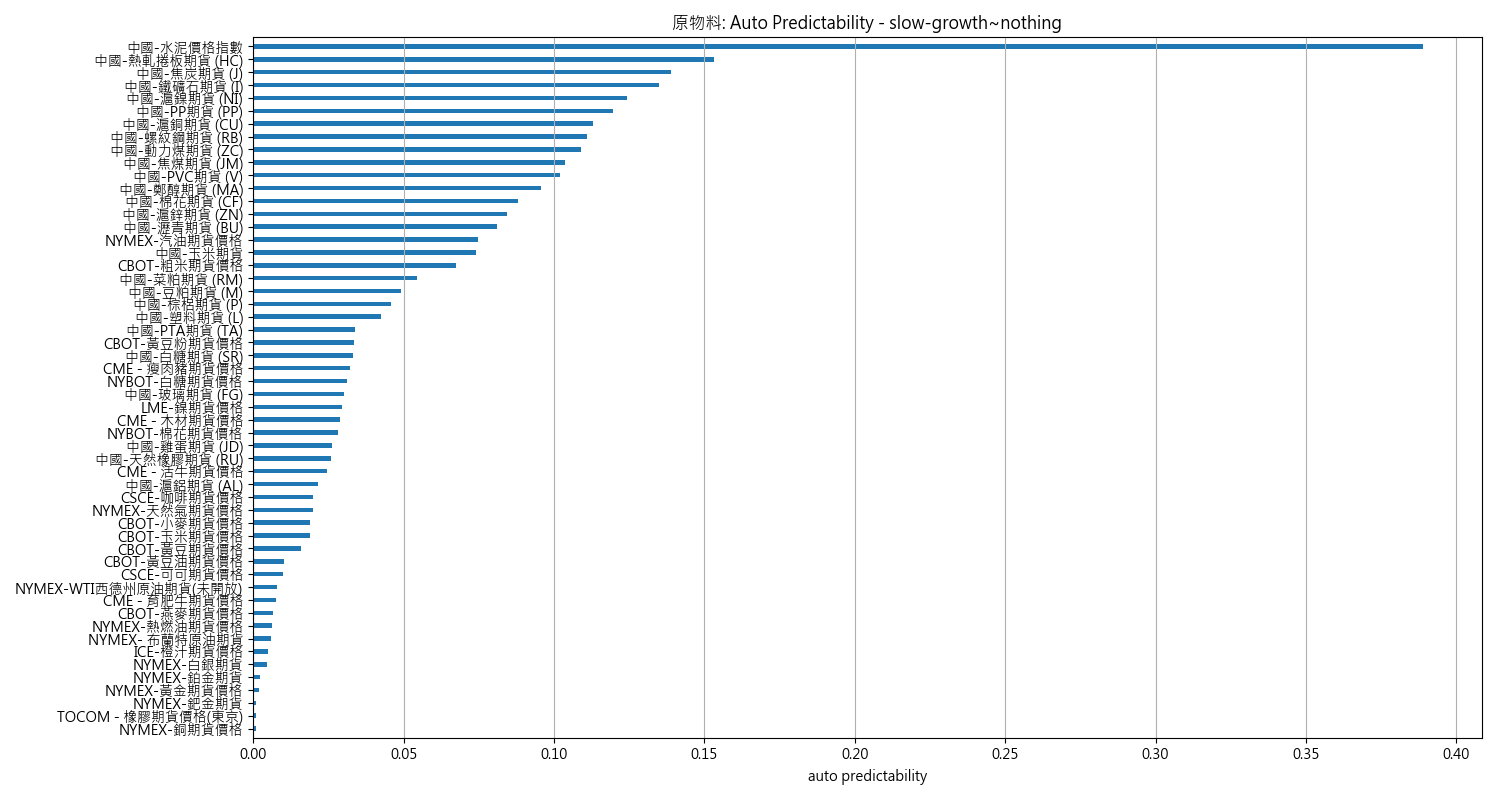 原物料: Auto Predictability - slow-growth~nothing
中國-水泥價格指數
中國-熱軋捲板期貨 (HC)
中國-焦炭期貨 (J)
中國-鐵礦石期貨 (I)
中國-滬鎳期貨 (NI)
中國-PP期貨 (PP)
中國-滬銅期貨 (CU)
中國-螺紋鋼期貨 (RB)
中國-動力煤期貨 (ZC)
中國-焦煤期貨 (JM)
中國-PVC期貨 (V)
中國-鄭醇期貨 (MA)
中國-棉花期貨 (CF)
中國-滬鋅期貨 (ZN)
中國-瀝青期貨 (BU)
NYMEX-汽油期貨價格
中國-玉米期貨
CBOT-粗米期貨價格
中國-菜粕期貨 (RM)
中國-豆粕期貨 (M)
中國-棕梠期貨 (P)
中國-塑料期貨 (L)
中國-PTA期貨 (TA)
CBOT-黃豆粉期貨價格
中國-白糖期貨 (SR)
CME - 瘦肉豬期貨價格
NYBOT-白糖期貨價格
中國-玻璃期貨 (FG)
LME-鎳期貨價格
CME - 木材期貨價格
NYBOT-棉花期貨價格
中國-雞蛋期貨 (JD)
中國-天然橡膠期貨 (RU)
CME - 活牛期貨價格
中國-滬鋁期貨 (AL)
CSCE-咖啡期貨價格
NYMEX-天然氣期貨價格
CBOT-小麥期貨價格
CBOT-玉米期貨價格
CBOT-黃豆期貨價格
CBOT-黃豆油期貨價格
CSCE-可可期貨價格
NYMEX-WTI西德州原油期貨(未開放)
CME - 育肥牛期貨價格
CBOT-燕麥期貨價格
NYMEX-熱燃油期貨價格
NYMEX- 布蘭特原油期貨
ICE-橙汁期貨價格
NYMEX-白銀期貨
NYMEX-鉑金期貨
NYMEX-黃金期貨價格
NYMEX-鈀金期貨
TOCOM - 橡膠期貨價格(東京)
NYMEX-銅期貨價格
0.00 0.05 0.10 0.15 0.20 0.25 0.30 0.35 0.40
auto predictability